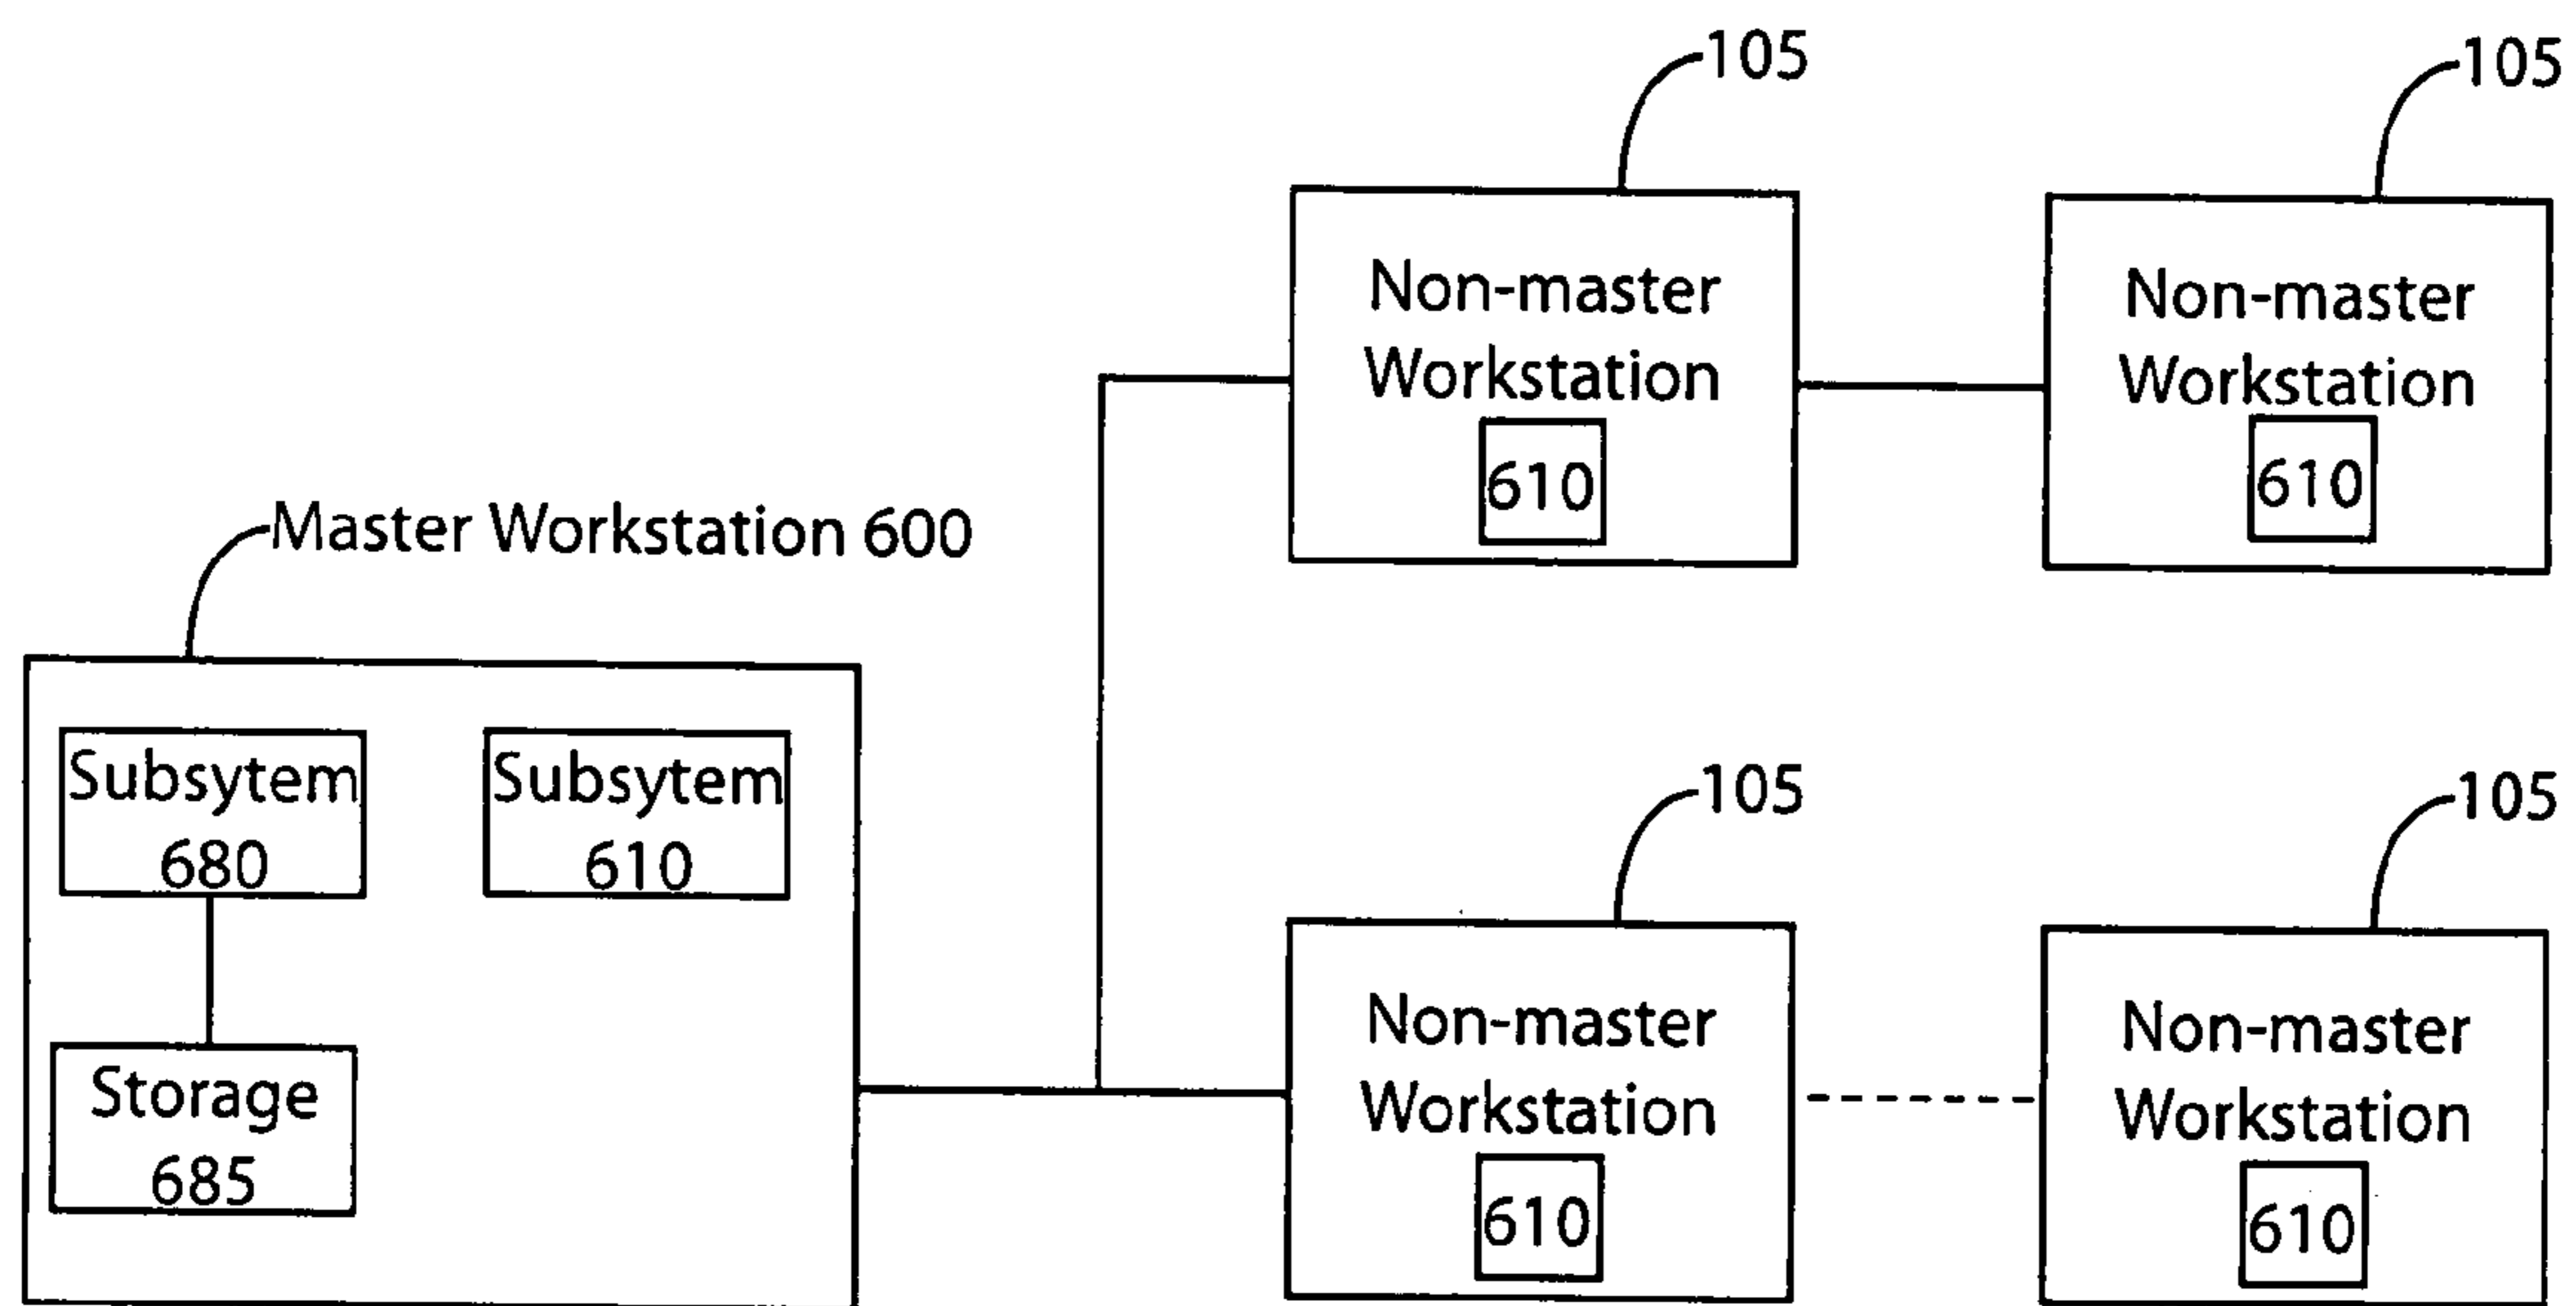 105
105
Non-master
Workstation
610
Non-master
Workstation
610
Master Workstation 600
Subsytem
680
Subsytem
610
Storage
685
105
105
Non-master
Workstation
610
Non-master
Workstation
610